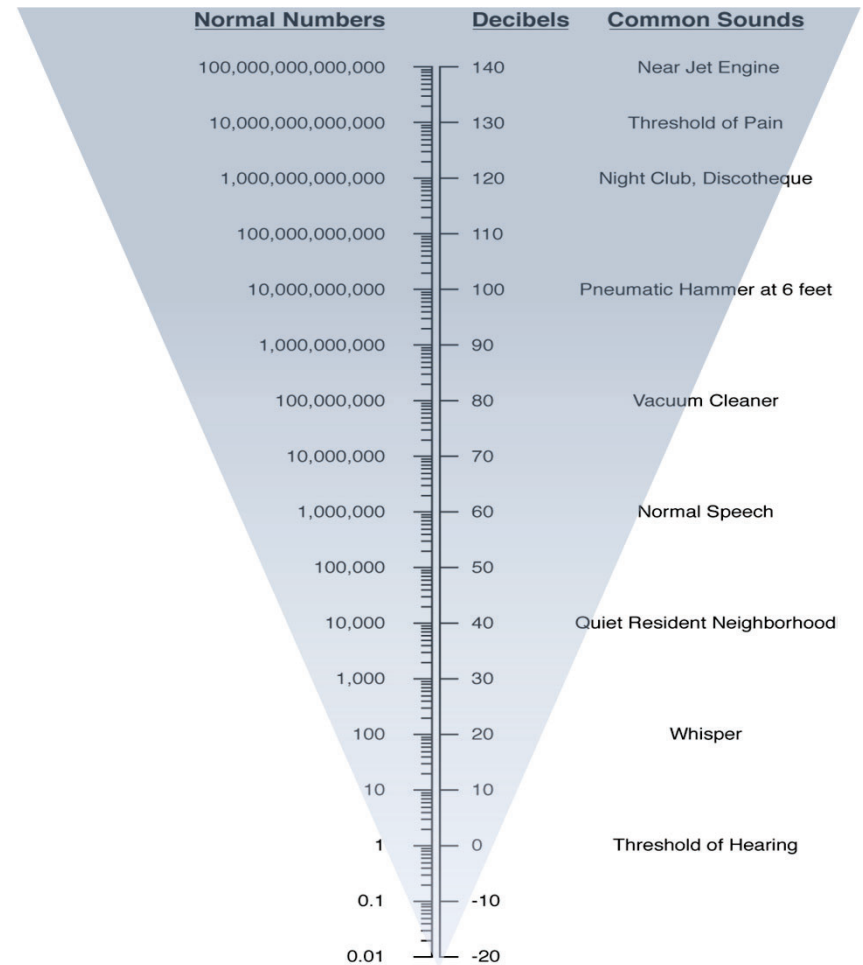 Normal Numbers Decibels Common Sounds
100,000,000,000,000 140 Near Jet Engine
10,000,000,000,000 130 Threshold of Pain
1,000,000,000,000 120 Night Club, Discotheque
100,000,000,000 110
10,000,000,000 100 Pneumatic Hammer at 6 feet
1,000,000,000 90
100,000,000 80 Vacuum Cleaner
10,000,000 70
1,000,000 60 Normal Speech
100,000 50
10,000 40 Quiet Resident Neighborhood
1,000 30
100 20 Whisper
10 10
1 0 Threshold of Hearing
0.1 -10
0.01 -20